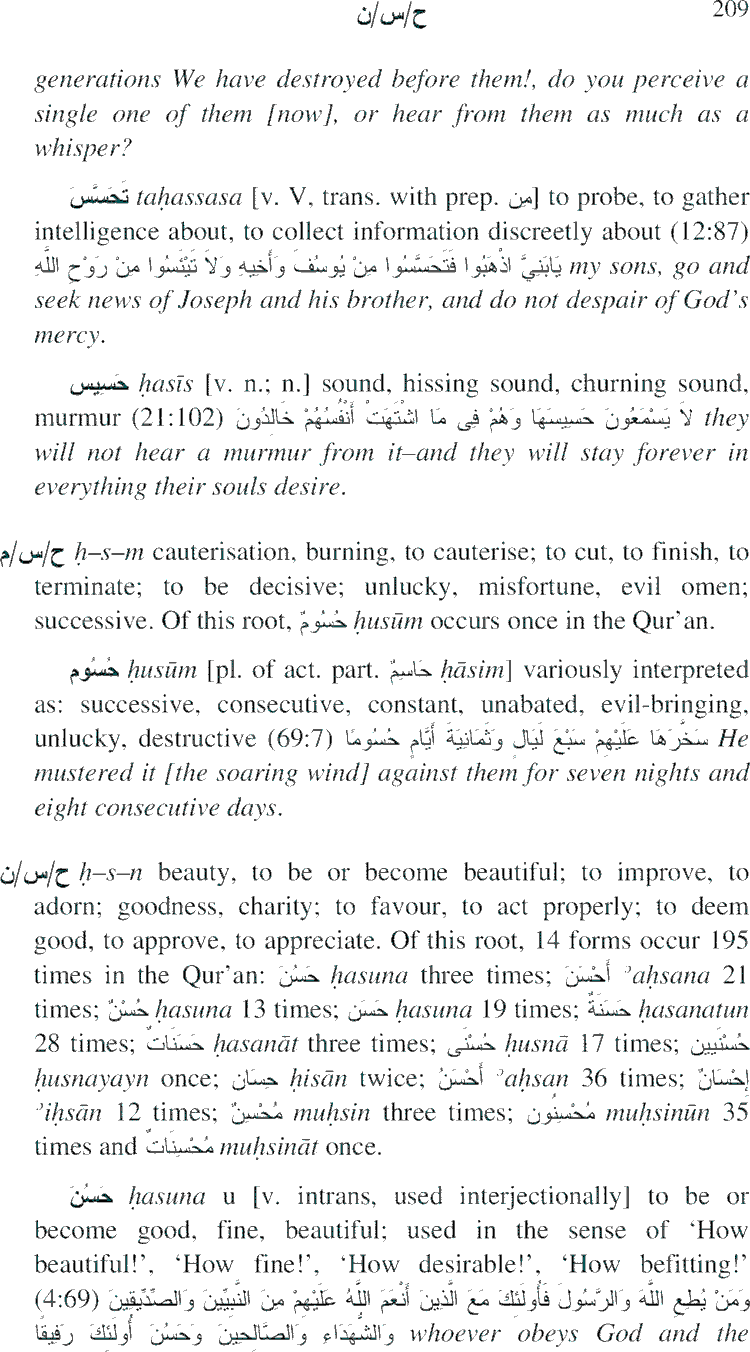 ح/س/ن 209
generations We have destroyed before them!, do you perceive a
single one of them [now], or hear from them as much as a
whisper?
تَحَسَّسَ taḥassasa [v. V, trans. with prep. من] to probe, to gather
intelligence about, to collect information discreetly about (12:87)
يَابَنِيَّ اذْهَبُوا فَتَحَسَّسُوا مِنْ يُوسُفَ وَأَخِيهِ وَلاَ تَيْئَسُوا مِنْ رَوْحِ اللَّهِ my sons, go and
seek news of Joseph and his brother, and do not despair of God's
mercy.
حَسِيس ḥasīs [v. n.; n.] sound, hissing sound, churning sound,
murmur (21:102) لاَ يَسْمَعُونَ حَسِيسَهَا وَهُمْ فِى مَا اشْتَهَتْ أَنْفُسُهُمْ خَالِدُونَ they
will not hear a murmur from it–and they will stay forever in
everything their souls desire.
ح/س/م ḥ–s–m cauterisation, burning, to cauterise; to cut, to finish, to
terminate; to be decisive; unlucky, misfortune, evil omen;
successive. Of this root, حُسُومٌ ḥusūm occurs once in the Qur'an.
حُسُوم ḥusūm [pl. of act. part. حَاسِمٌ ḥāsim] variously interpreted
as: successive, consecutive, constant, unabated, evil-bringing,
unlucky, destructive (69:7) سَخَّرَهَا عَلَيْهِمْ سَبْعَ لَيَالٍ وَثَمَانِيَةَ أَيَّامٍ حُسُومًا He
mustered it [the soaring wind] against them for seven nights and
eight consecutive days.
ح/س/ن ḥ–s–n beauty, to be or become beautiful; to improve, to
adorn; goodness, charity; to favour, to act properly; to deem
good, to approve, to appreciate. Of this root, 14 forms occur 195
times in the Qur'an: حَسُنَ ḥasuna three times; أَحْسَنَ ʾaḥsana 21
times; حُسْنٌ ḥasuna 13 times; حَسَن ḥasuna 19 times; حَسَنَةٌ ḥasanatun
28 times; حَسَنَاتٌ ḥasanāt three times; حُسْنَى ḥusnā 17 times; حُسْنَيين
ḥusnayayn once; حِسَان ḥisān twice; أَحْسَنُ ʾaḥsan 36 times; إِحْسَانٌ
ʾiḥsān 12 times; مُحْسِنٌ muḥsin three times; مُحْسِنُون muḥsinūn 35
times and مُحْسِنَاتٌ muḥsināt once.
حَسُنَ ḥasuna u [v. intrans, used interjectionally] to be or
become good, fine, beautiful; used in the sense of ‘How
beautiful!’, ‘How fine!’, ‘How desirable!’, ‘How befitting!’
(4:69) وَمَنْ يُطِعِ اللَّهَ وَالرَّسُولَ فَأُولَئِكَ مَعَ الَّذِينَ أَنْعَمَ اللَّهُ عَلَيْهِمْ مِنَ النَّبِيِّينَ وَالصِّدِّيقِينَ
وَالشُّهَدَاءِ وَالصَّالِحِينَ وَحَسُنَ أُولَئِكَ رَفِيقًا whoever obeys God and the